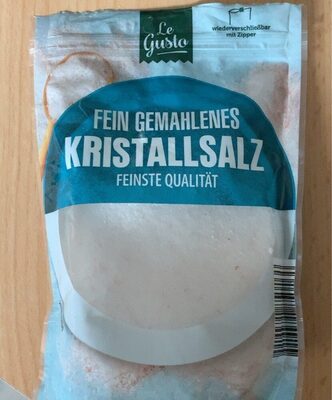 Le
Gusto
wiederverschließbar
mit Zipper
FEIN GEMAHLENES
KRISTALLSALZ
FEINSTE QUALITÄT